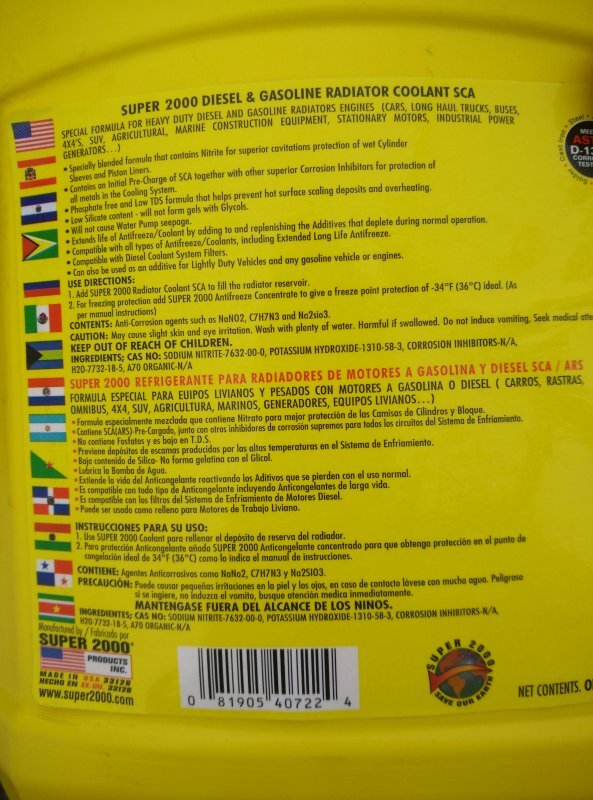 SUPER 2000 DIESEL & GASOLINE RADIATOR COOLANT SCA
SPECIAL FORMULA FOR HEAVY DUTY DIESEL AND GASOLINE RADIATORS ENGINES (CARS, LONG HAUL TRUCKS, BUSES,
4X4'S, SUV, AGRICULTURAL, MARINE CONSTRUCTION EQUIPMENT, STATIONARY MOTORS, INDUSTRIAL POWER
GENERATORS...)
• Specially blended formula that contains Nitrite for superior cavitations protection of wet Cylinder
Sleeves and Piston Liners.
• Contains an Initial Pre-Charge of SCA together with other superior Corrosion Inhibitors for protection of
all metals in the Cooling System.
• Phosphate free and Low TDS formula that helps prevent hot surface scaling deposits and overheating.
• Low Silicate content - will not form gels with Glycols.
• Will not cause Water Pump seepage.
• Extends life of Antifreeze/Coolant by adding to and replenishing the Additives that deplete during normal operation.
• Compatible with all types of Antifreeze/Coolants, including Extended Long Life Antifreeze.
• Compatible with Diesel Coolant System Filters.
• Can also be used as an additive for Lightly Duty Vehicles and any gasoline vehicle or engines.
USE DIRECTIONS:
1. Add SUPER 2000 Radiator Coolant SCA to fill the radiator reservoir.
2. For freezing protection add SUPER 2000 Antifreeze Concentrate to give a freeze point protection of -34°F (36°C) ideal. (As
per manual instructions)
CONTENTS: Anti-Corrosion agents such as NaNO2, C7H7N3 and Na2sio3.
CAUTION: May cause slight skin and eye irritation. Wash with plenty of water. Harmful if swallowed. Do not induce vomiting, Seek medical atte
KEEP OUT OF REACH OF CHILDREN.
INGREDIENTS; CAS NO: SODIUM NITRITE-7632-00-0, POTASSIUM HYDROXIDE-1310-58-3, CORROSION INHIBITORS-N/A,
H20-7732-18-5, A70 ORGANIC-N/A
SUPER 2000 REFRIGERANTE PARA RADIADORES DE MOTORES A GASOLINA Y DIESEL SCA / ARS
FORMULA ESPECIAL PARA EUIPOS LIVIANOS Y PESADOS CON MOTORES A GASOLINA O DIESEL ( CARROS, RASTRAS,
OMNIBUS, 4X4, SUV, AGRICULTURA, MARINOS, GENERADORES, EQUIPOS LIVIANOS...)
• Formula especialmente mezclada que contiene Nitrato para mejor protección de las Camisas de Cilindros y Bloque.
• Contiene SCA(ARS)-Pre-Cargado, junto con otros inhibidores de corrosión supremos para todos los circuitos del Sistema de Enfriamiento.
• No contiene Fosfatos y es bajo en T.D.S.
• Previene depósitos de escamas producidas por las altas temperaturas en el Sistema de Enfriamiento.
• Bajo contenido de Silica- No forma gelatina con el Glicol.
• Lubrica la Bomba de Agua.
• Extiende la vida del Anticongelante reactivando los Aditivos que se pierden con el uso normal.
• Es compatible con todo tipo de Anticongelante incluyendo Anticongelantes de larga vida.
• Es compatible con los filtros del Sistema de Enfriamiento de Motores Diesel.
• Puede ser usado como relleno para Motores de Trabajo Liviano.
INSTRUCCIONES PARA SU USO:
1. Use SUPER 2000 Coolant para rellenar el depósito de reserva del radiador.
2. Para protección Anticongelante añada SUPER 2000 Anticongelante concentrado para que obtenga protección en el punto de
congelación ideal de 34°F (36°C) como lo indica el manual de instrucciones.
CONTIENE: Agentes Anticorrosivos como NaNo2, C7H7N3 y Na2SIO3.
PRECAUCIÓN: Puede causar pequeñas irritaciones en la piel y los ojos, en caso de contacto lávese con mucha agua. Peligroso
si se ingiere, no induzca el vomito, busque atención medica inmediatamente.
MANTENGASE FUERA DEL ALCANCE DE LOS NINOS.
INGREDIENTES; CAS NO: SODIUM NITRITE-7632-00-0, POTASSIUM HYDROXIDE-1310-58-3, CORROSION INHIBITORS-N/A,
H20-7732-18-5, A70 ORGANIC-N/A
Manufactured by / Fabricado por
SUPER 2000
PRODUCTS
INC.
MADE IN USA 33126
HECHO EN EE.UU. 33126
www.super2000.com
0 81905 40722 4
SUPER 2000
SAVE OUR EARTH
NET CONTENTS.
MEE
AS
D-13
CORRO
TEST
Cast Iron • Steel •
Solder